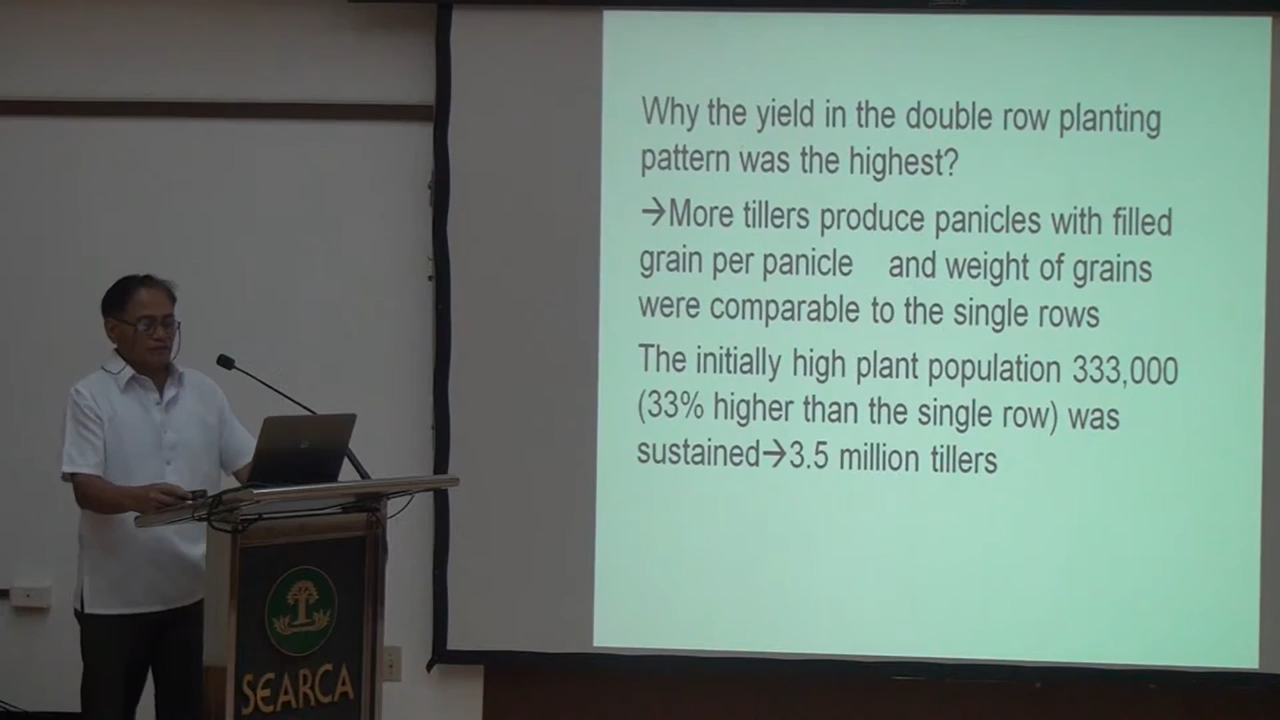 Why the yield in the double row planting
pattern was the highest?
→More tillers produce panicles with filled
grain per panicle and weight of grains
were comparable to the single rows
The initially high plant population 333,000
(33% higher than the single row) was
sustained→3.5 million tillers
SEARCA